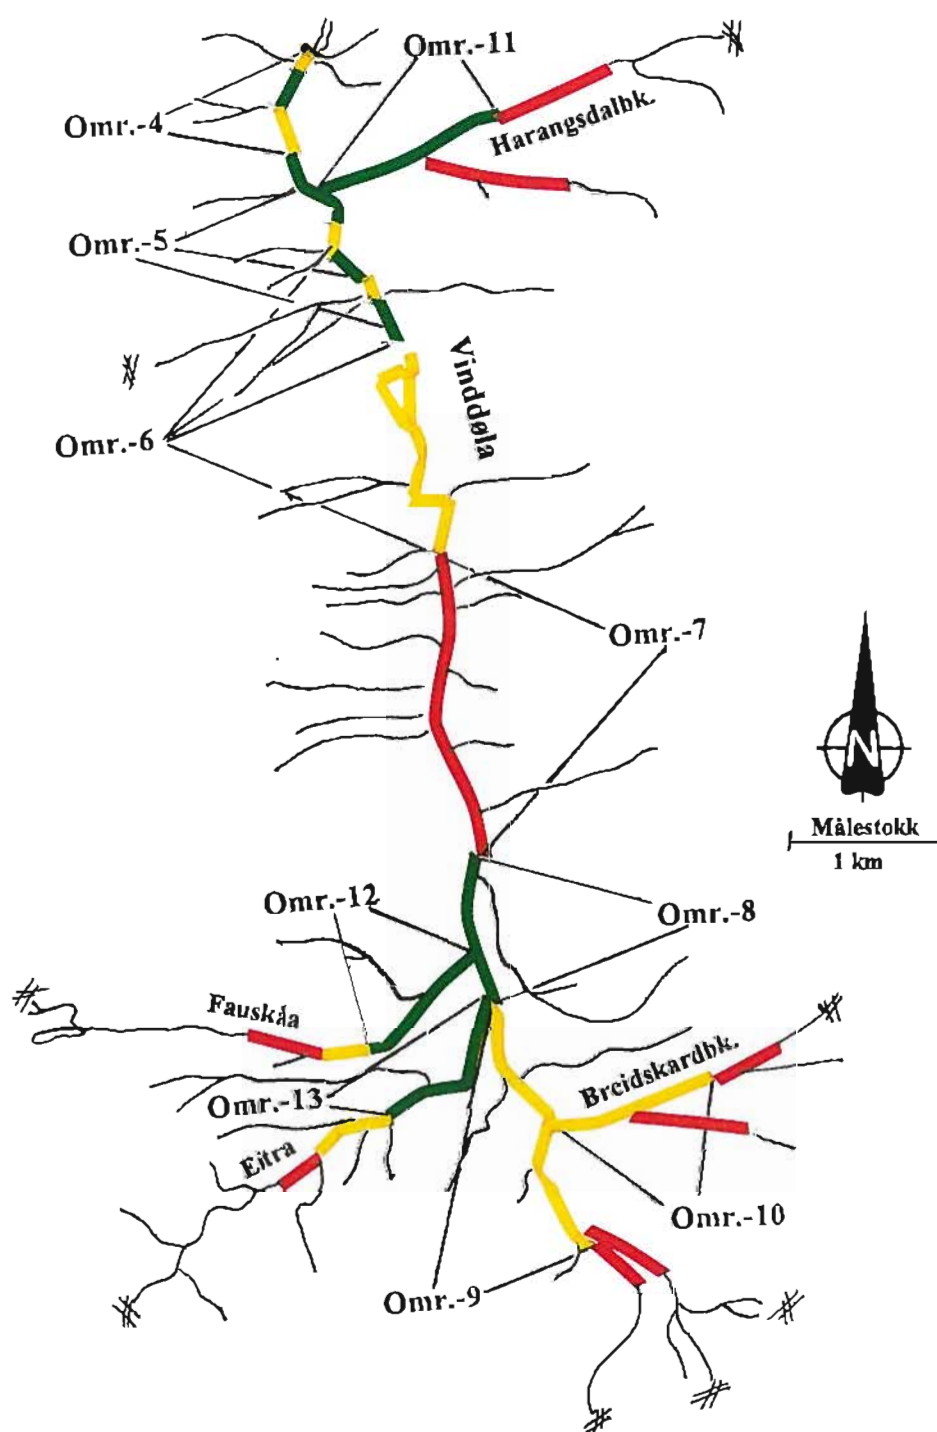 Omr.-11
Omr.-4
Harangsdalbk.
Omr.-5
Vinddøla
Omr.-6
Omr.-7
N
Målestokk
1 km
Omr.-12
Omr.-8
Fauskåa
Breidskardbk.
Omr.-13
Eitra
Omr.-10
Omr.-9